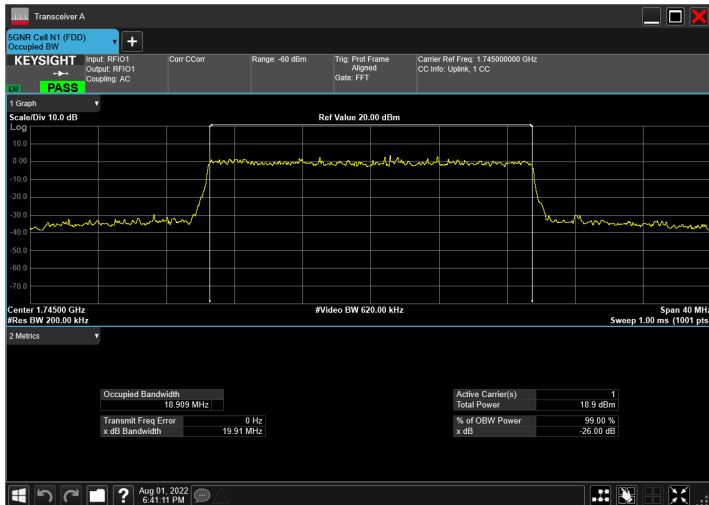 Transceiver A
5GNR Cell N1 (FDD)
Occupied BW
KEYSIGHT
LXI
PASS
Input: RFIO1
Output: RFIO1
Coupling: AC
Corr CCorr
Range: -60 dBm
Trig: Prot Frame
Aligned
Gate: FFT
Carrier Ref Freq: 1.745000000 GHz
CC Info: Uplink, 1 CC
1 Graph
Scale/Div 10.0 dB
Ref Value 20.00 dBm
Log
10.0
0.00
-10.0
-20.0
-30.0
-40.0
-50.0
-60.0
-70.0
Center 1.74500 GHz
#Video BW 620.00 kHz
Span 40 MHz
#Res BW 200.00 kHz
Sweep 1.00 ms (1001 pts
2 Metrics
Occupied Bandwidth
18.909 MHz
Transmit Freq Error 0 Hz
x dB Bandwidth 19.91 MHz
Active Carrier(s) 1
Total Power 18.9 dBm
% of OBW Power 99.00 %
x dB -26.00 dB
Aug 01, 2022
6:41:11 PM